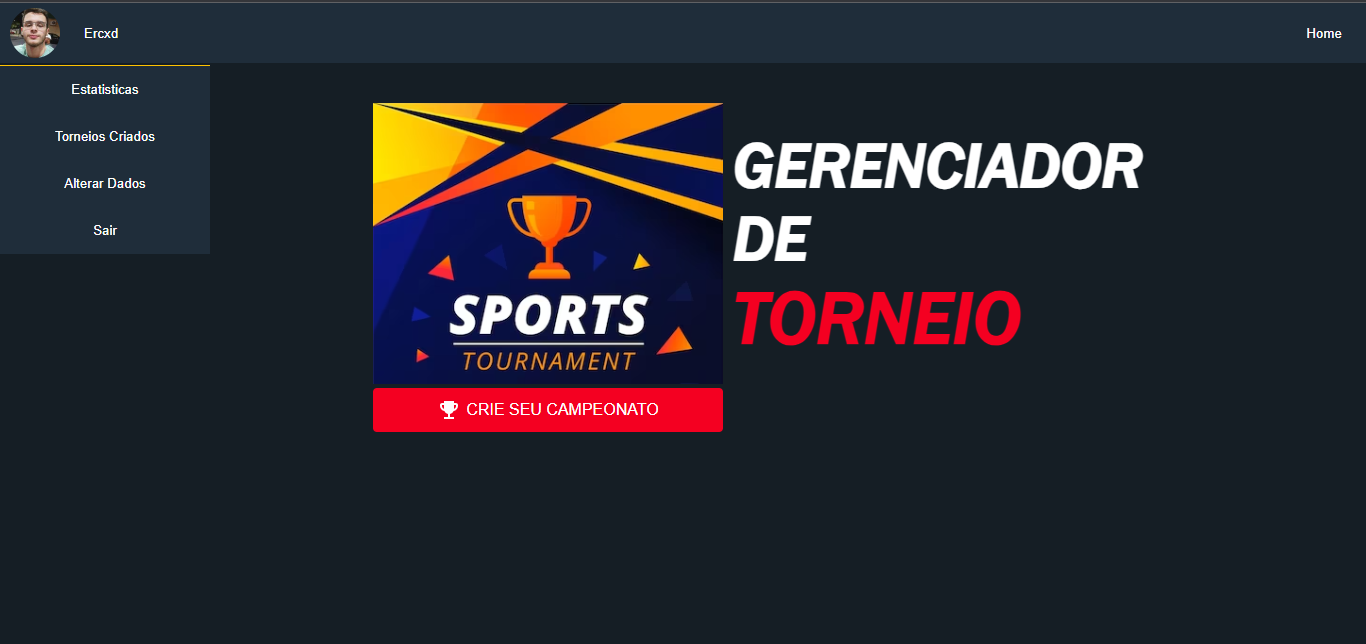 Ercxd
Home
Estatisticas
Torneios Criados
Alterar Dados
Sair
SPORTS
TOURNAMENT
CRIE SEU CAMPEONATO
GERENCIADOR
DE
TORNEIO